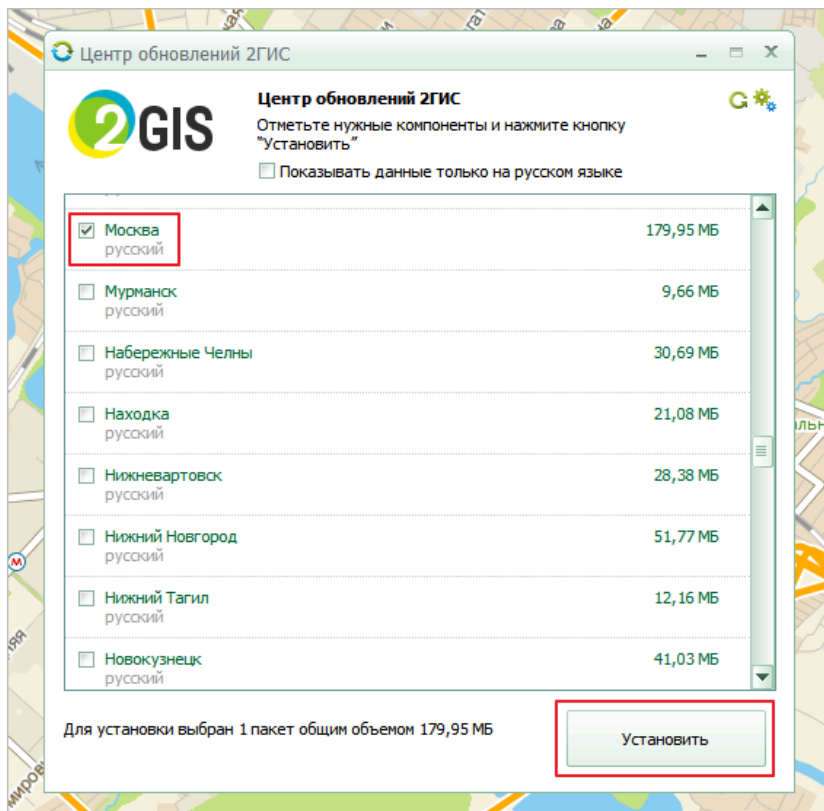 Центр обновлений 2ГИС
2GIS
Центр обновлений 2ГИС
Отметьте нужные компоненты и нажмите кнопку
"Установить"
Показывать данные только на русском языке
Москва 179,95 МБ
русский
Мурманск 9,66 МБ
русский
Набережные Челны 30,69 МБ
русский
Находка 21,08 МБ
русский
Нижневартовск 28,38 МБ
русский
Нижний Новгород 51,77 МБ
русский
Нижний Тагил 12,16 МБ
русский
Новокузнецк 41,03 МБ
русский
Для установки выбран 1 пакет общим объемом 179,95 МБ
Установить
М